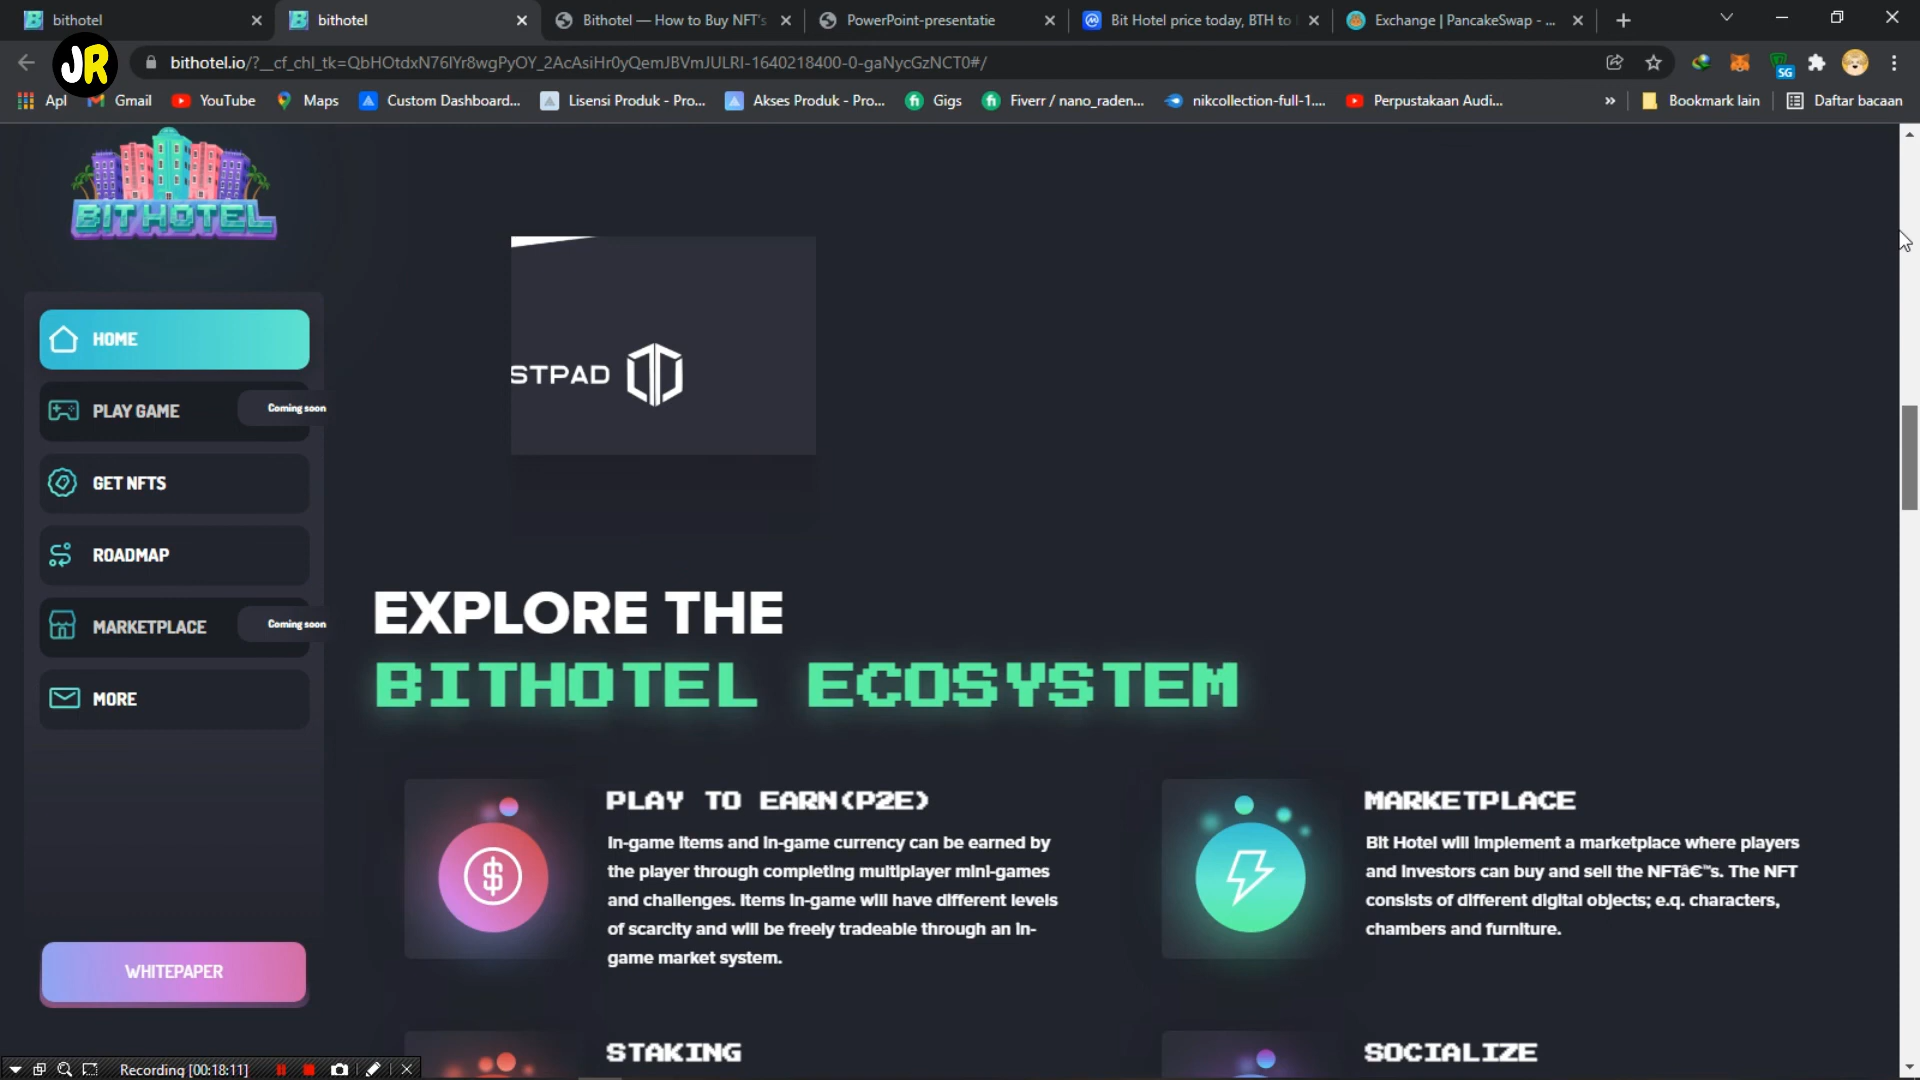 bithotel
bithotel
Bithotel — How to Buy NFT's
PowerPoint-presentatie
Bit Hotel price today, BTH to
Exchange | PancakeSwap - ...
JR
bithotel.io/?__cf_chl_tk=QbHOtdxN76IYr8wgPyOY_2AcAsiHr0yQemJBVmJULRI-1640218400-0-gaNycGzNCT0#/
SG
Apl
Gmail
YouTube
Maps
Custom Dashboard...
Lisensi Produk - Pro...
Akses Produk - Pro...
Gigs
Fiverr / nano_raden...
nikcollection-full-1....
Perpustakaan Audi...
»
Bookmark lain
Daftar bacaan
BIT HOTEL
HOME
PLAY GAME
Coming soon
GET NFTS
ROADMAP
MARKETPLACE
Coming soon
MORE
WHITEPAPER
STPAD
EXPLORE THE
BITHOTEL ECOSYSTEM
PLAY TO EARN(P2E)
In-game items and in-game currency can be earned by
the player through completing multiplayer mini-games
and challenges. Items in-game will have different levels
of scarcity and will be freely tradeable through an in-
game market system.
MARKETPLACE
Bit Hotel will implement a marketplace where players
and investors can buy and sell the NFTâ€™s. The NFT
consists of different digital objects; e.q. characters,
chambers and furniture.
STAKING
SOCIALIZE
Recording [00:18:11]